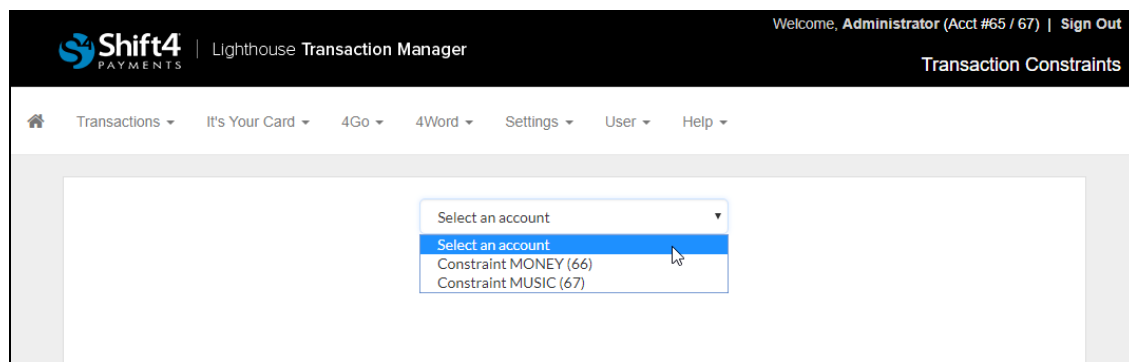 Welcome, Administrator (Acct #65 / 67) | Sign Out
Shift4 PAYMENTS | Lighthouse Transaction Manager
Transaction Constraints
Transactions It's Your Card 4Go 4Word Settings User Help
Select an account
Select an account
Constraint MONEY (66)
Constraint MUSIC (67)